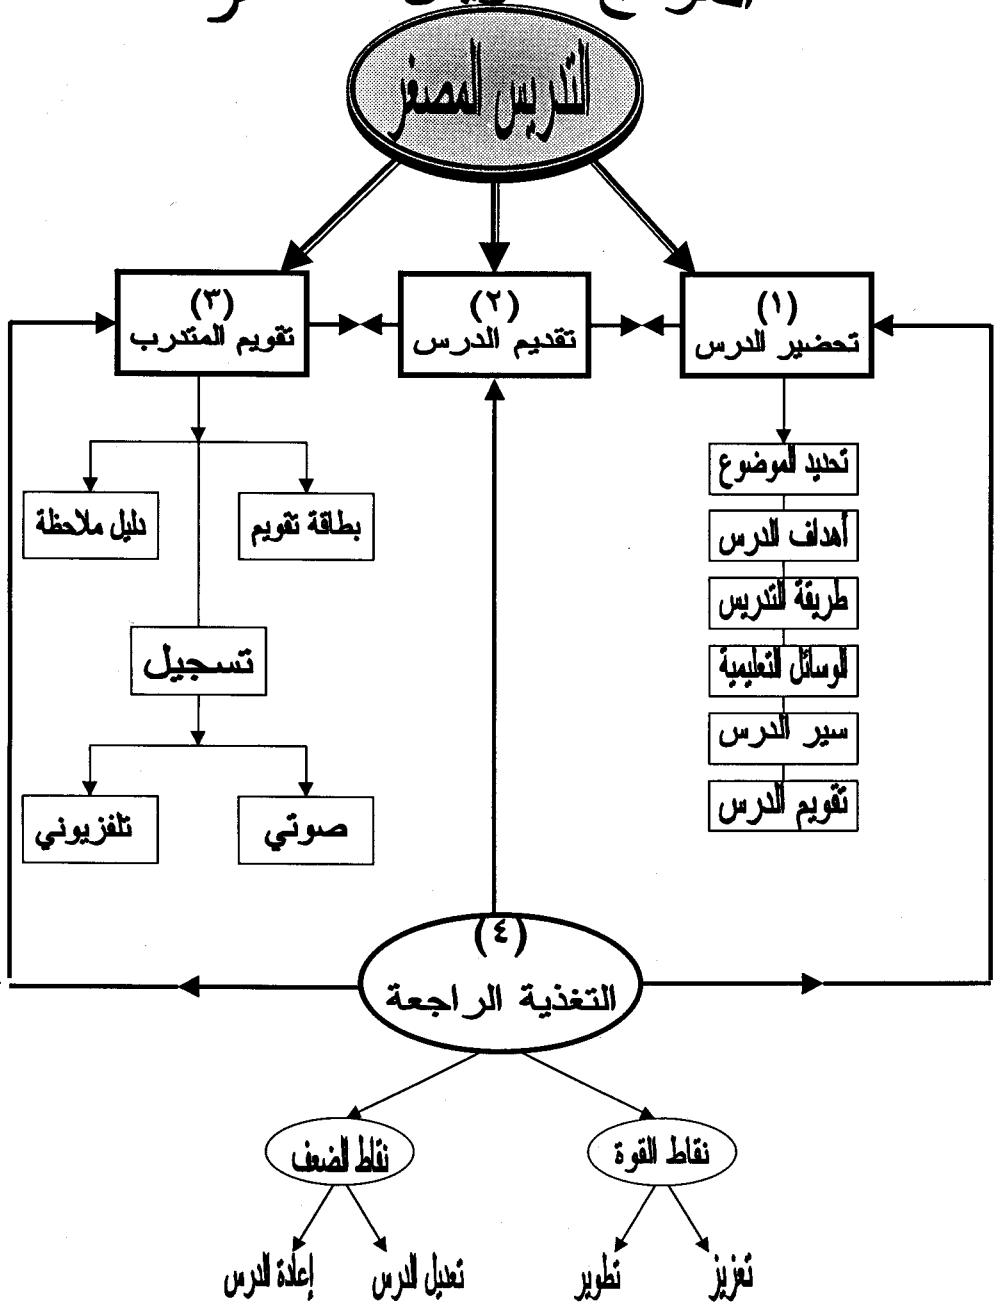 التدريس المصغر
(١)
تحضير الدرس
(٢)
تقديم الدرس
(٣)
تقويم المتدرب
تحديد الموضوع
أهداف الدرس
طريقة التدريس
الوسائل التعليمية
سير الدرس
تقويم الدرس
بطاقة تقويم
دليل ملاحظة
تسجيل
صوتي
تلفزيوني
(٤)
التغذية الراجعة
نقاط القوة
نقاط الضعف
تعزيز
تطوير
تعديل الدرس
إعادة الدرس